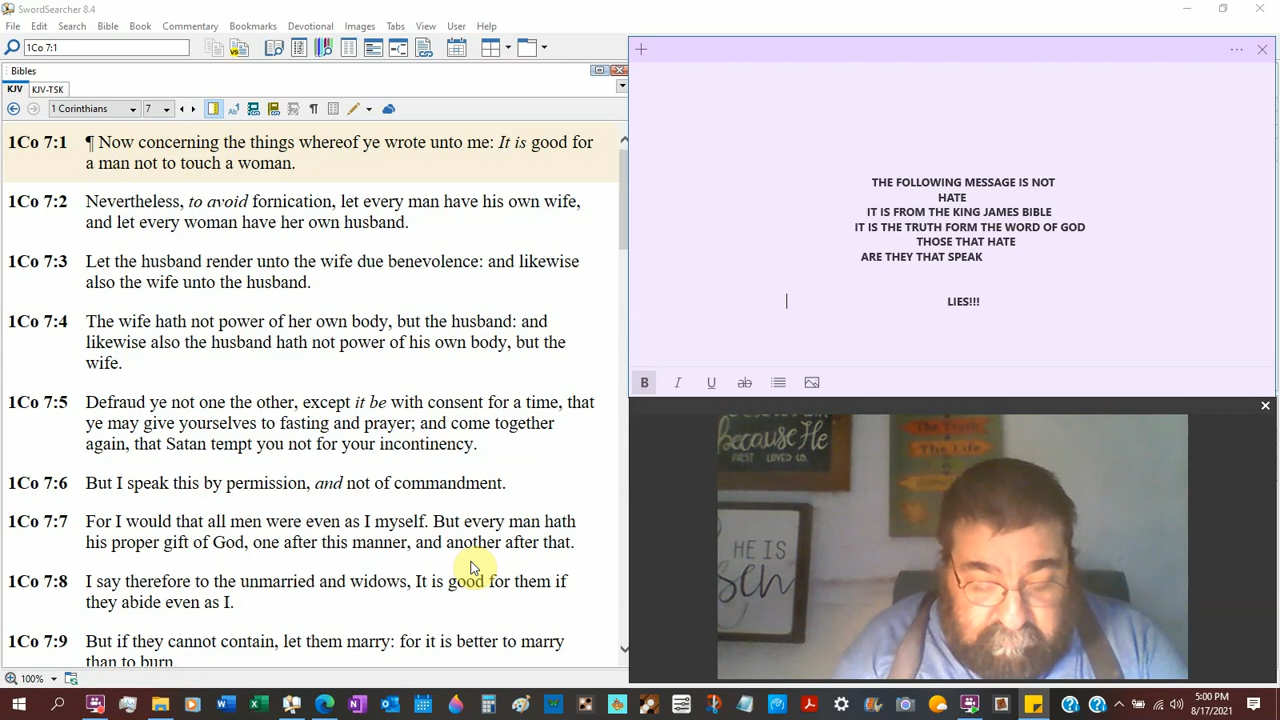 SwordSearcher 8.4
File Edit Search Bible Book Commentary Bookmarks Devotional Images Tabs View User Help
1Co 7:1
Bibles
KJV KJV-TSK
1 Corinthians 7
1Co 7:1 ¶ Now concerning the things whereof ye wrote unto me: It is good for
a man not to touch a woman.
1Co 7:2 Nevertheless, to avoid fornication, let every man have his own wife,
and let every woman have her own husband.
1Co 7:3 Let the husband render unto the wife due benevolence: and likewise
also the wife unto the husband.
1Co 7:4 The wife hath not power of her own body, but the husband: and
likewise also the husband hath not power of his own body, but the
wife.
1Co 7:5 Defraud ye not one the other, except it be with consent for a time, that
ye may give yourselves to fasting and prayer; and come together
again, that Satan tempt you not for your incontinency.
1Co 7:6 But I speak this by permission, and not of commandment.
1Co 7:7 For I would that all men were even as I myself. But every man hath
his proper gift of God, one after this manner, and another after that.
1Co 7:8 I say therefore to the unmarried and widows, It is good for them if
they abide even as I.
1Co 7:9 But if they cannot contain, let them marry: for it is better to marry
than to burn
100%
THE FOLLOWING MESSAGE IS NOT
HATE
IT IS FROM THE KING JAMES BIBLE
IT IS THE TRUTH FORM THE WORD OF GOD
THOSE THAT HATE
ARE THEY THAT SPEAK
LIES!!!
B I U ab
because He
FIRST LOVED US.
The Truth
The Life
HE IS
5:00 PM
8/17/2021